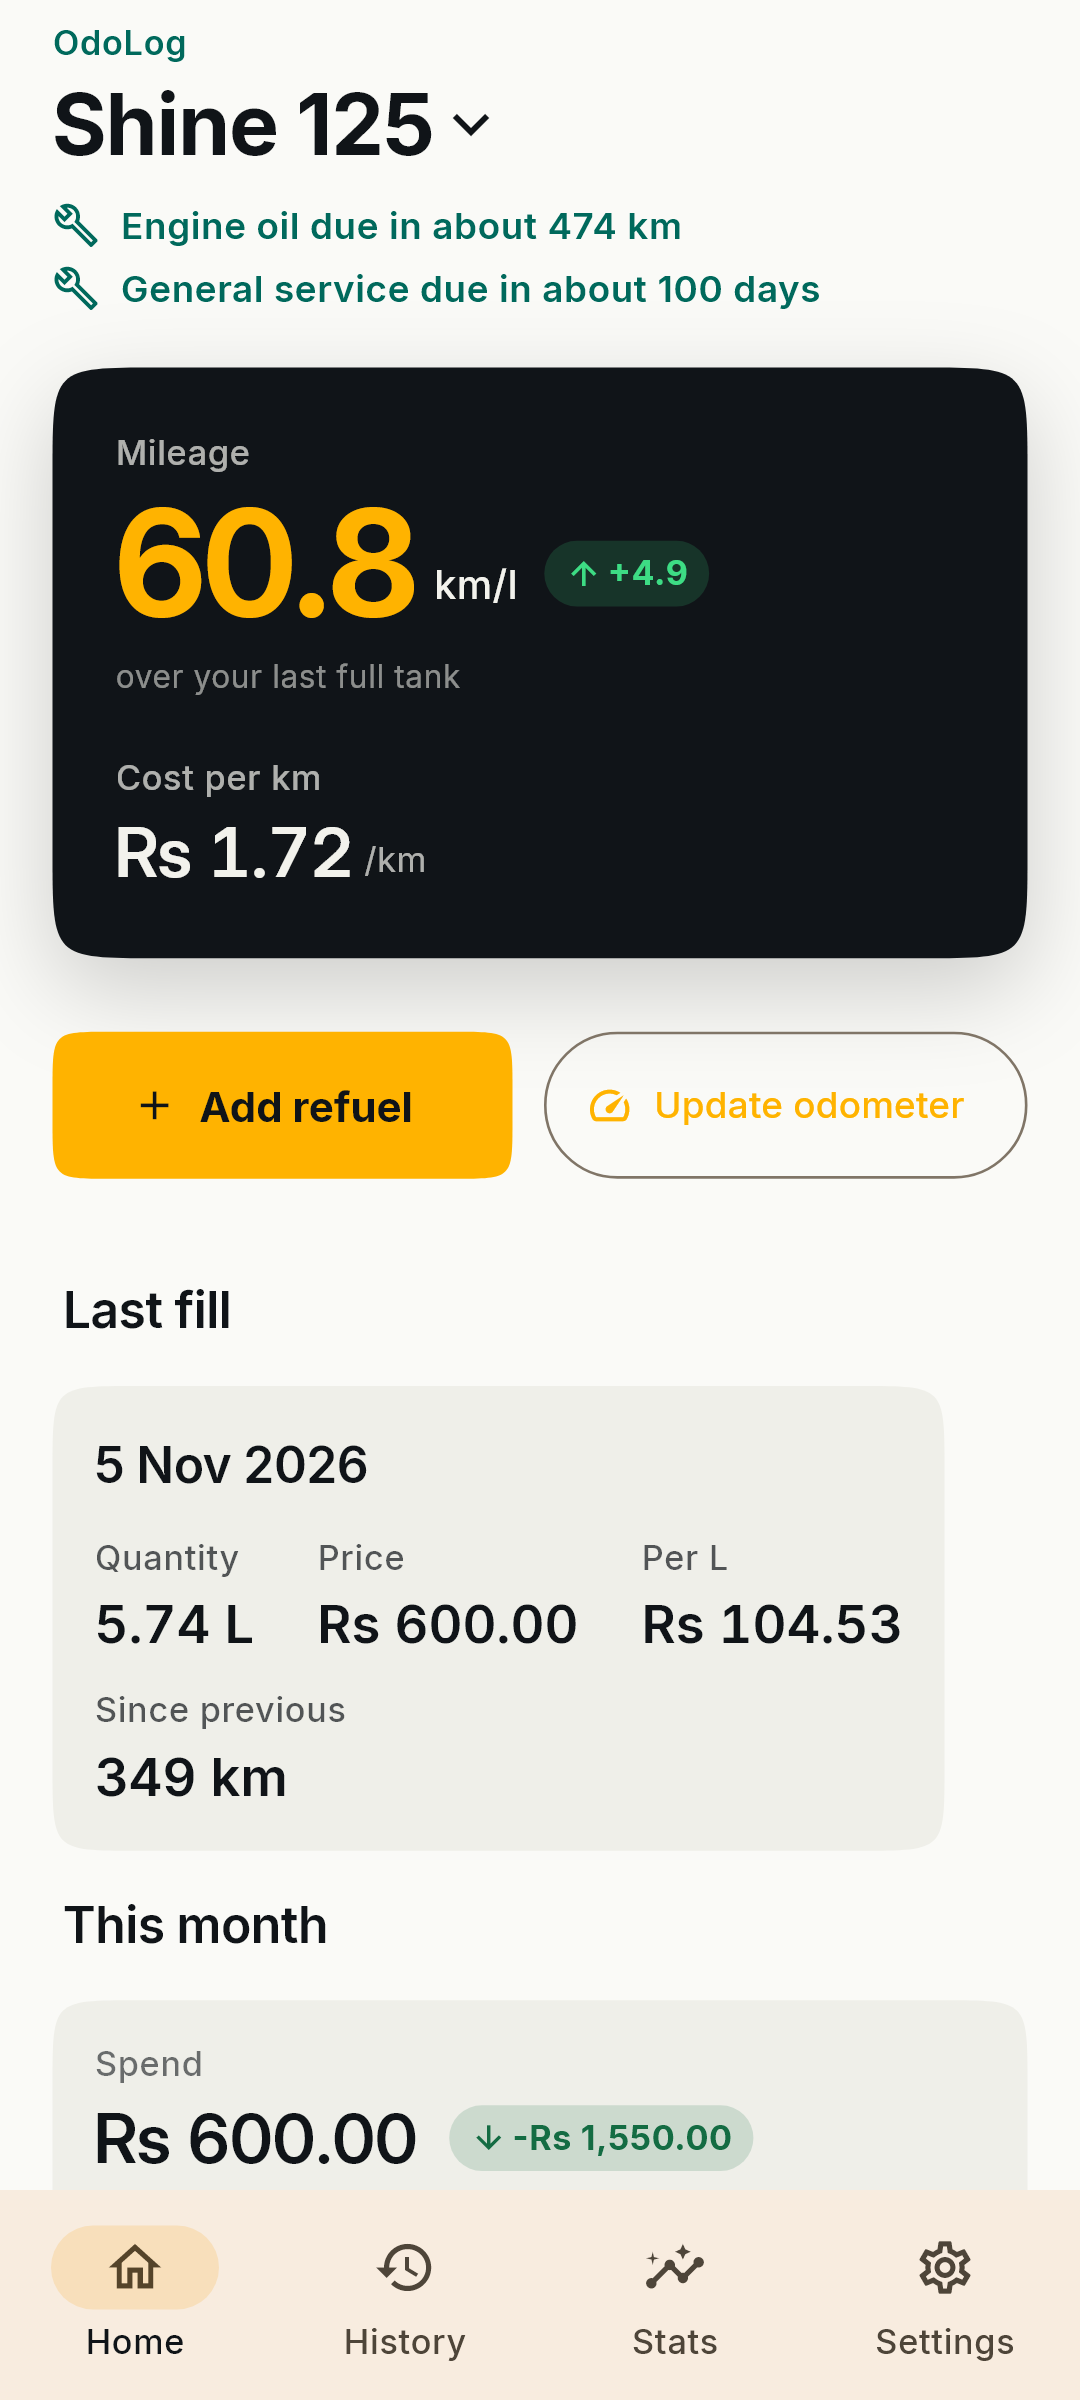 OdoLog
Shine 125
Engine oil due in about 474 km
General service due in about 100 days
Mileage
60.8 km/l ↑ +4.9
over your last full tank
Cost per km
Rs 1.72 /km
+ Add refuel
Update odometer
Last fill
5 Nov 2026
Quantity Price Per L
5.74 L Rs 600.00 Rs 104.53
Since previous
349 km
This month
Spend
Rs 600.00 ↓ -Rs 1,550.00
Home History Stats Settings